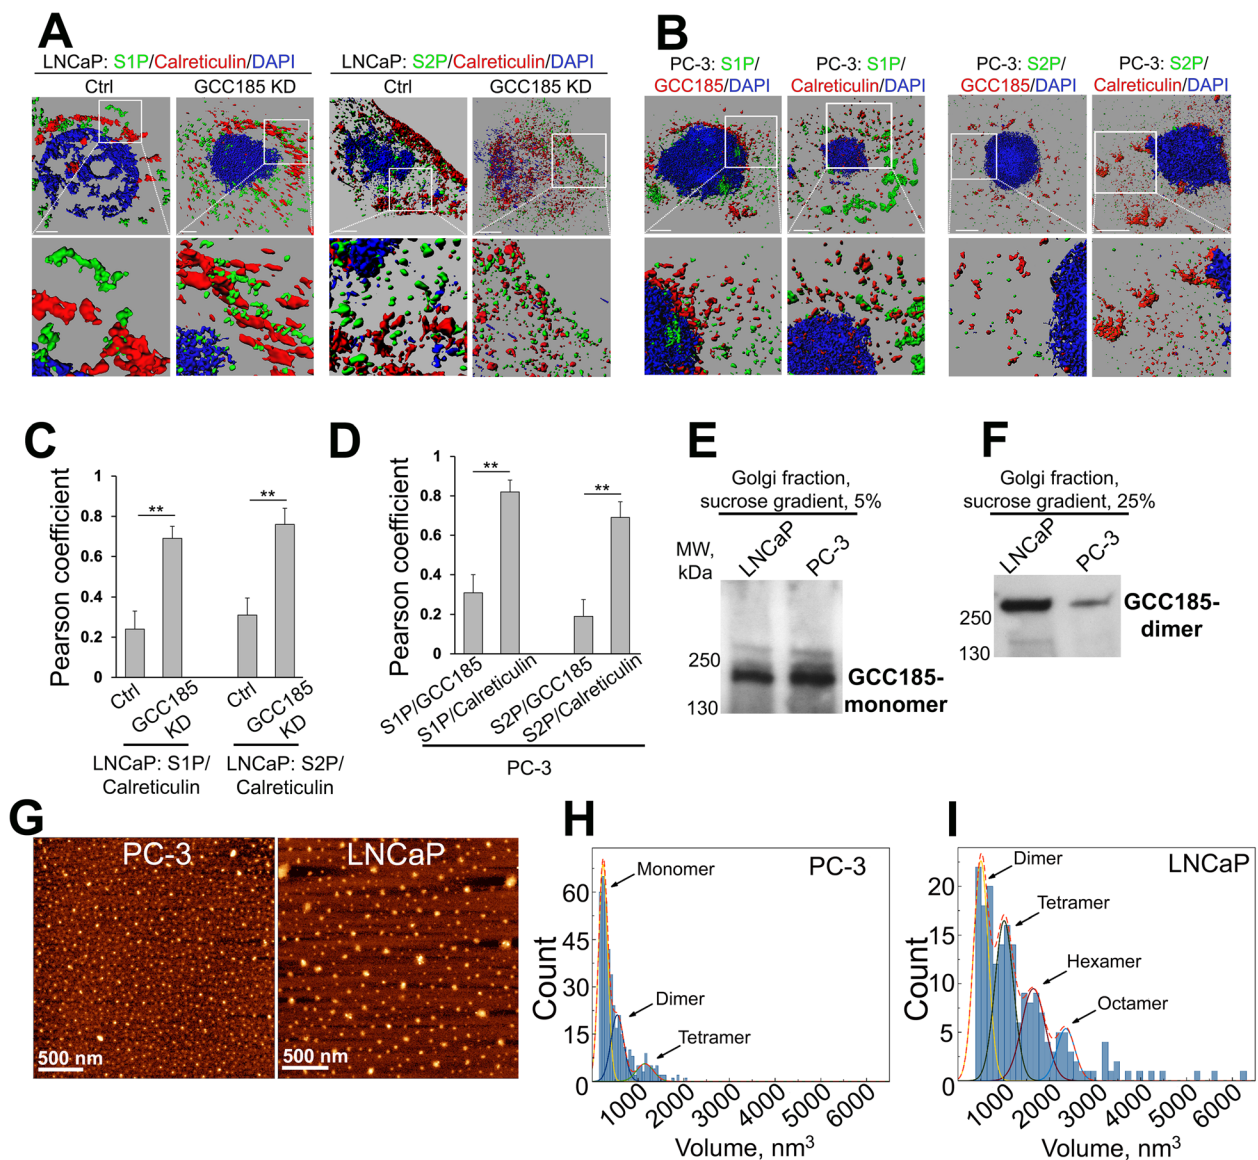 A
LNCaP: S1P/Calreticulin/DAPI
Ctrl
GCC185 KD
LNCaP: S2P/Calreticulin/DAPI
Ctrl
GCC185 KD
B
PC-3: S1P/
GCC185/DAPI
PC-3: S1P/
Calreticulin/DAPI
PC-3: S2P/
GCC185/DAPI
PC-3: S2P/
Calreticulin/DAPI
C
Pearson coefficient
1
0.8
0.6
0.4
0.2
0
**
**
Ctrl
GCC185
KD
Ctrl
GCC185
KD
LNCaP: S1P/
Calreticulin
LNCaP: S2P/
Calreticulin
D
Pearson coefficient
1
0.8
0.6
0.4
0.2
0
**
**
S1P/GCC185
S1P/Calreticulin
S2P/GCC185
S2P/Calreticulin
PC-3
E
Golgi fraction,
sucrose gradient, 5%
MW,
kDa
LNCaP
PC-3
250
130
GCC185-
monomer
F
Golgi fraction,
sucrose gradient, 25%
LNCaP
PC-3
250
130
GCC185-
dimer
G
PC-3
500 nm
LNCaP
500 nm
H
PC-3
Count
60
45
30
15
0
Monomer
Dimer
Tetramer
1000
2000
3000
4000
5000
6000
Volume, nm³
I
LNCaP
Count
20
15
10
5
0
Dimer
Tetramer
Hexamer
Octamer
1000
2000
3000
4000
5000
6000
Volume, nm³